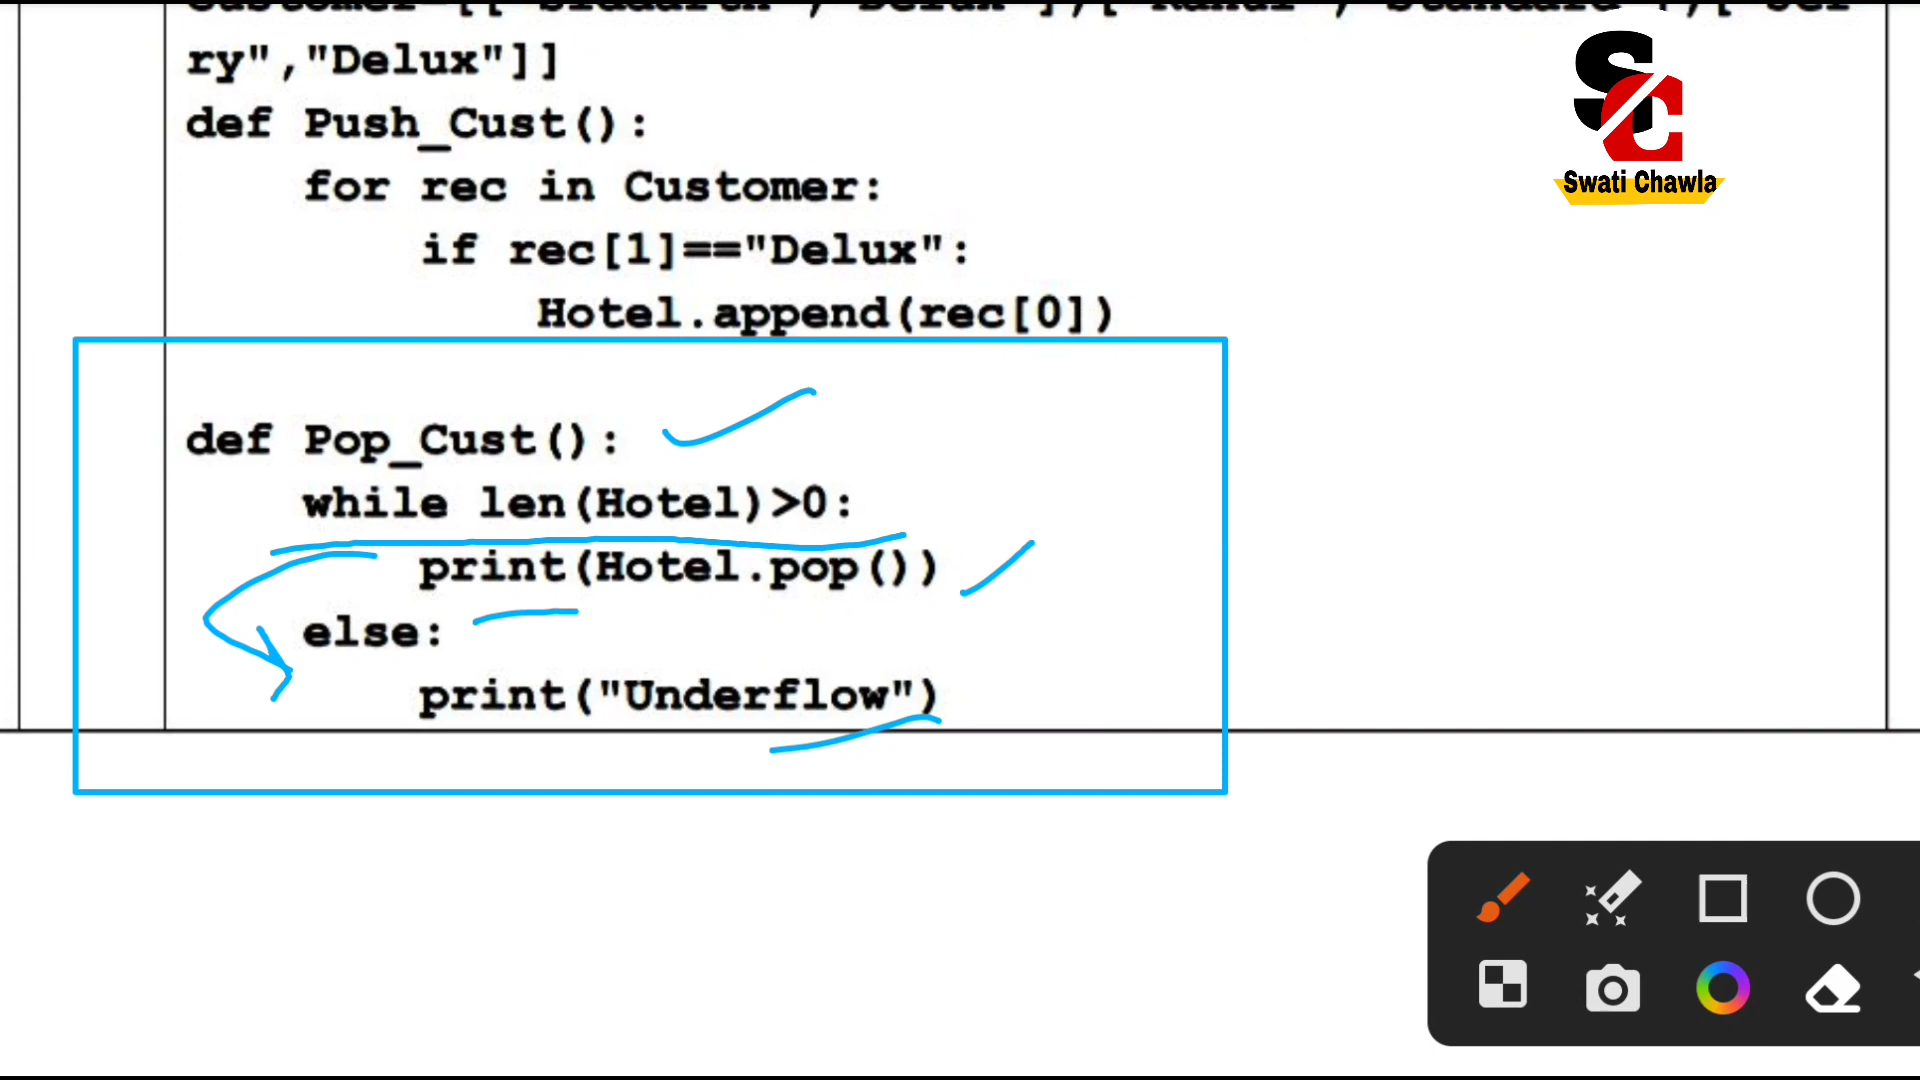 ry","Delux"]]
def Push_Cust():
for rec in Customer:
if rec[1]=="Delux":
Hotel.append(rec[0])
def Pop_Cust():
while len(Hotel)>0:
print(Hotel.pop())
else:
print("Underflow")
SC
Swati Chawla